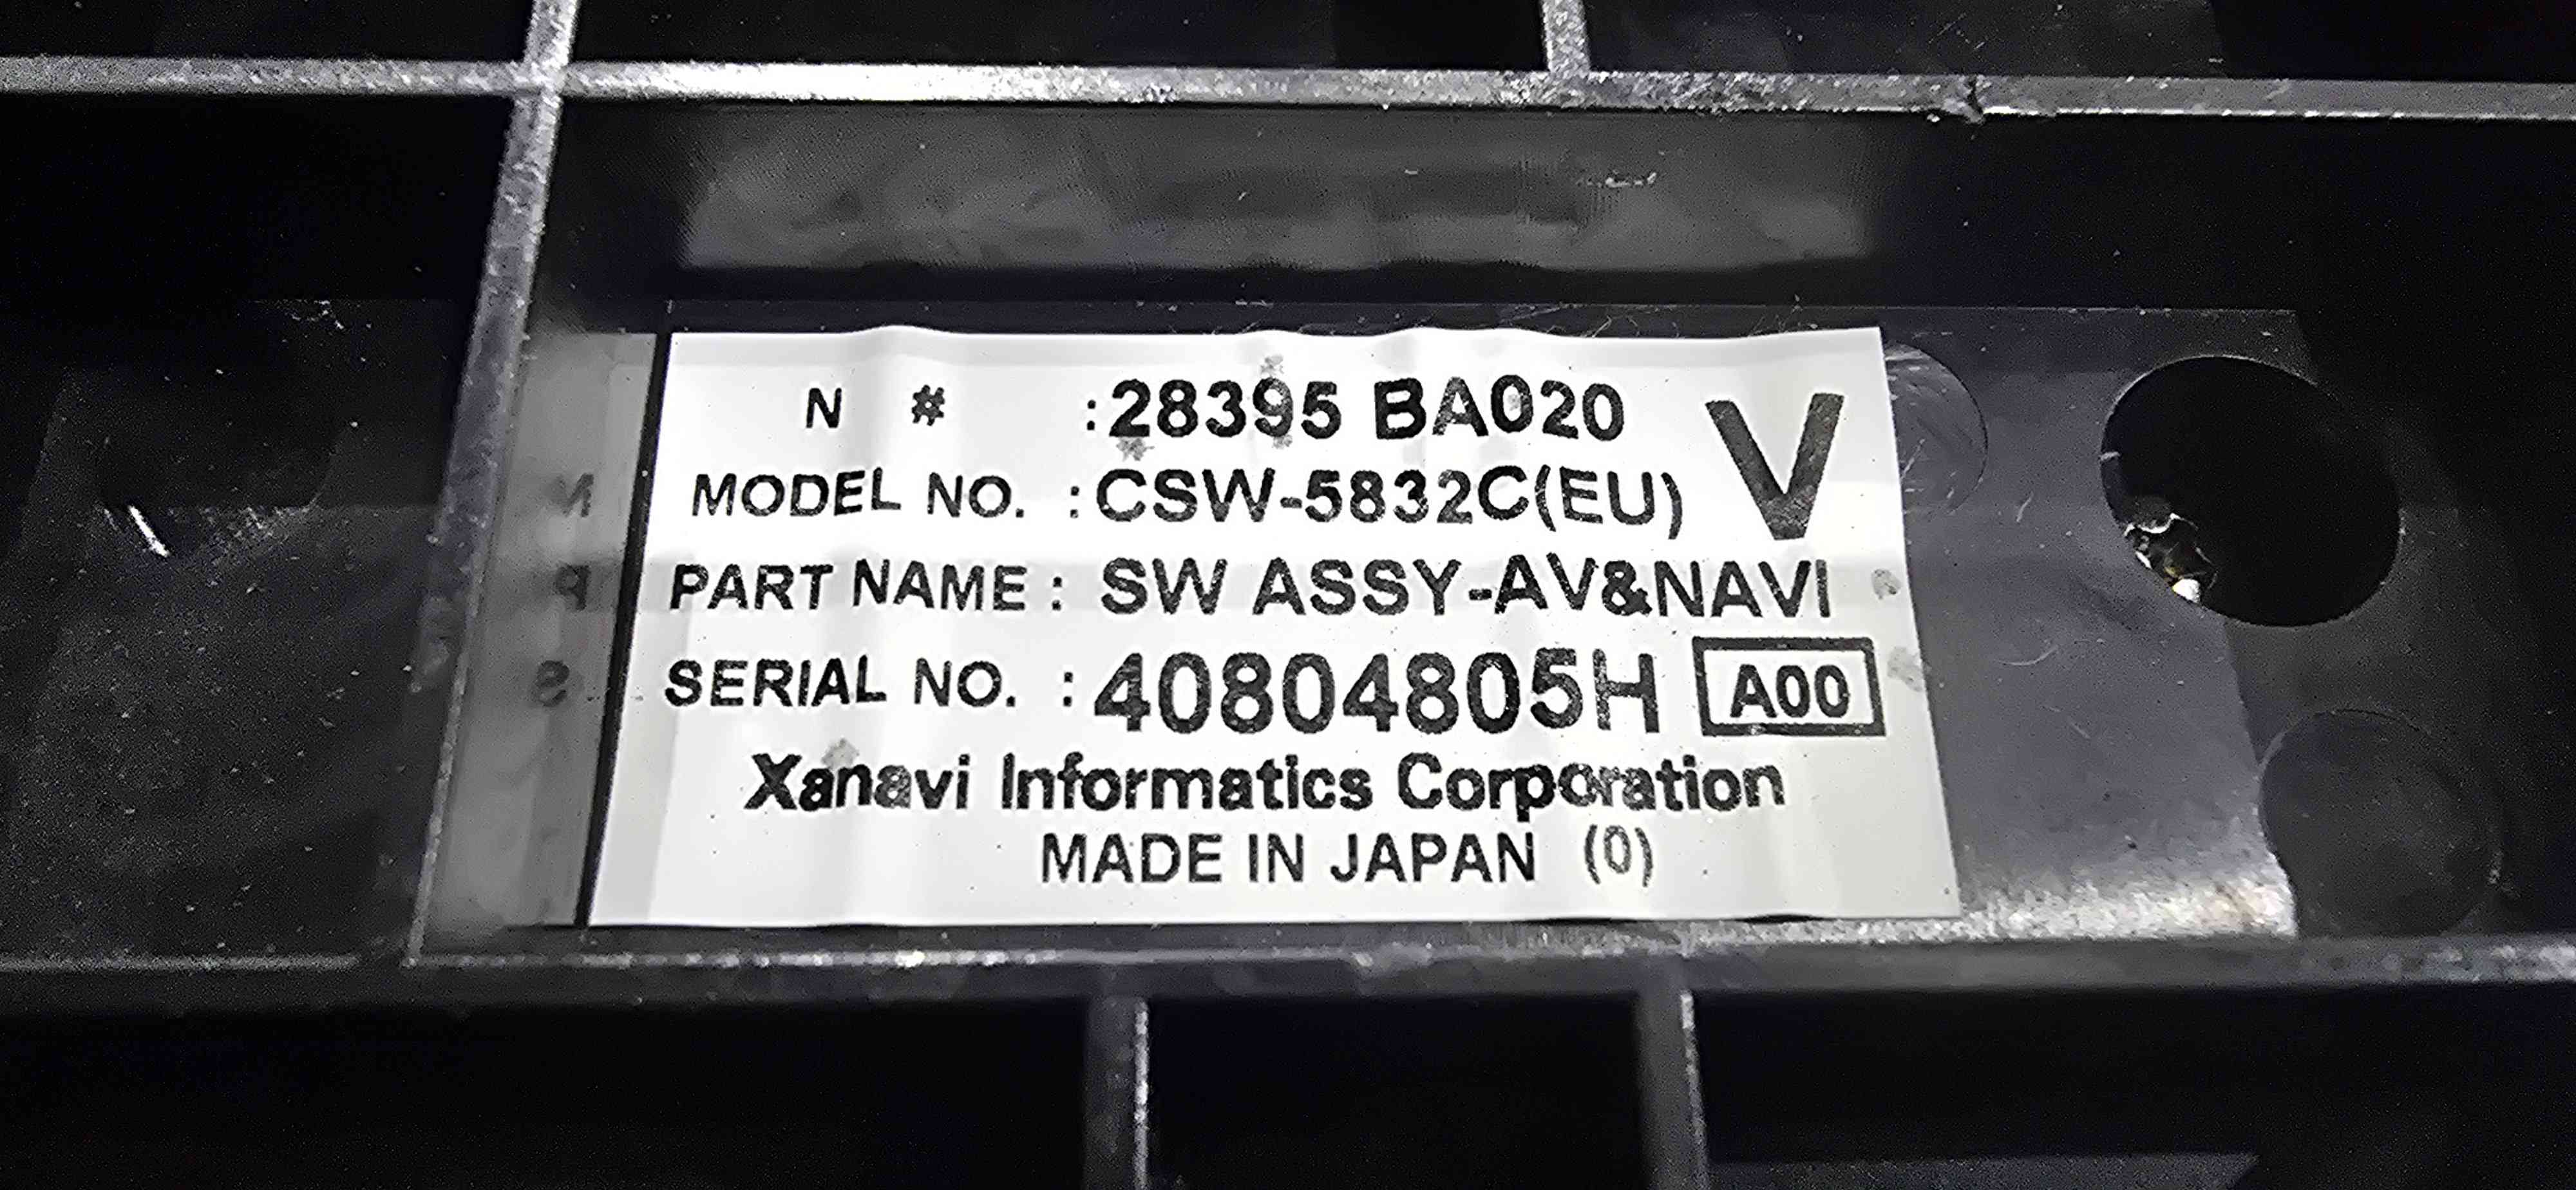 N # :28395 BA020 V
MODEL NO. :CSW-5832C(EU)
PART NAME : SW ASSY-AV&NAVI
SERIAL NO. :40804805H A00
Xanavi Informatics Corporation
MADE IN JAPAN (0)